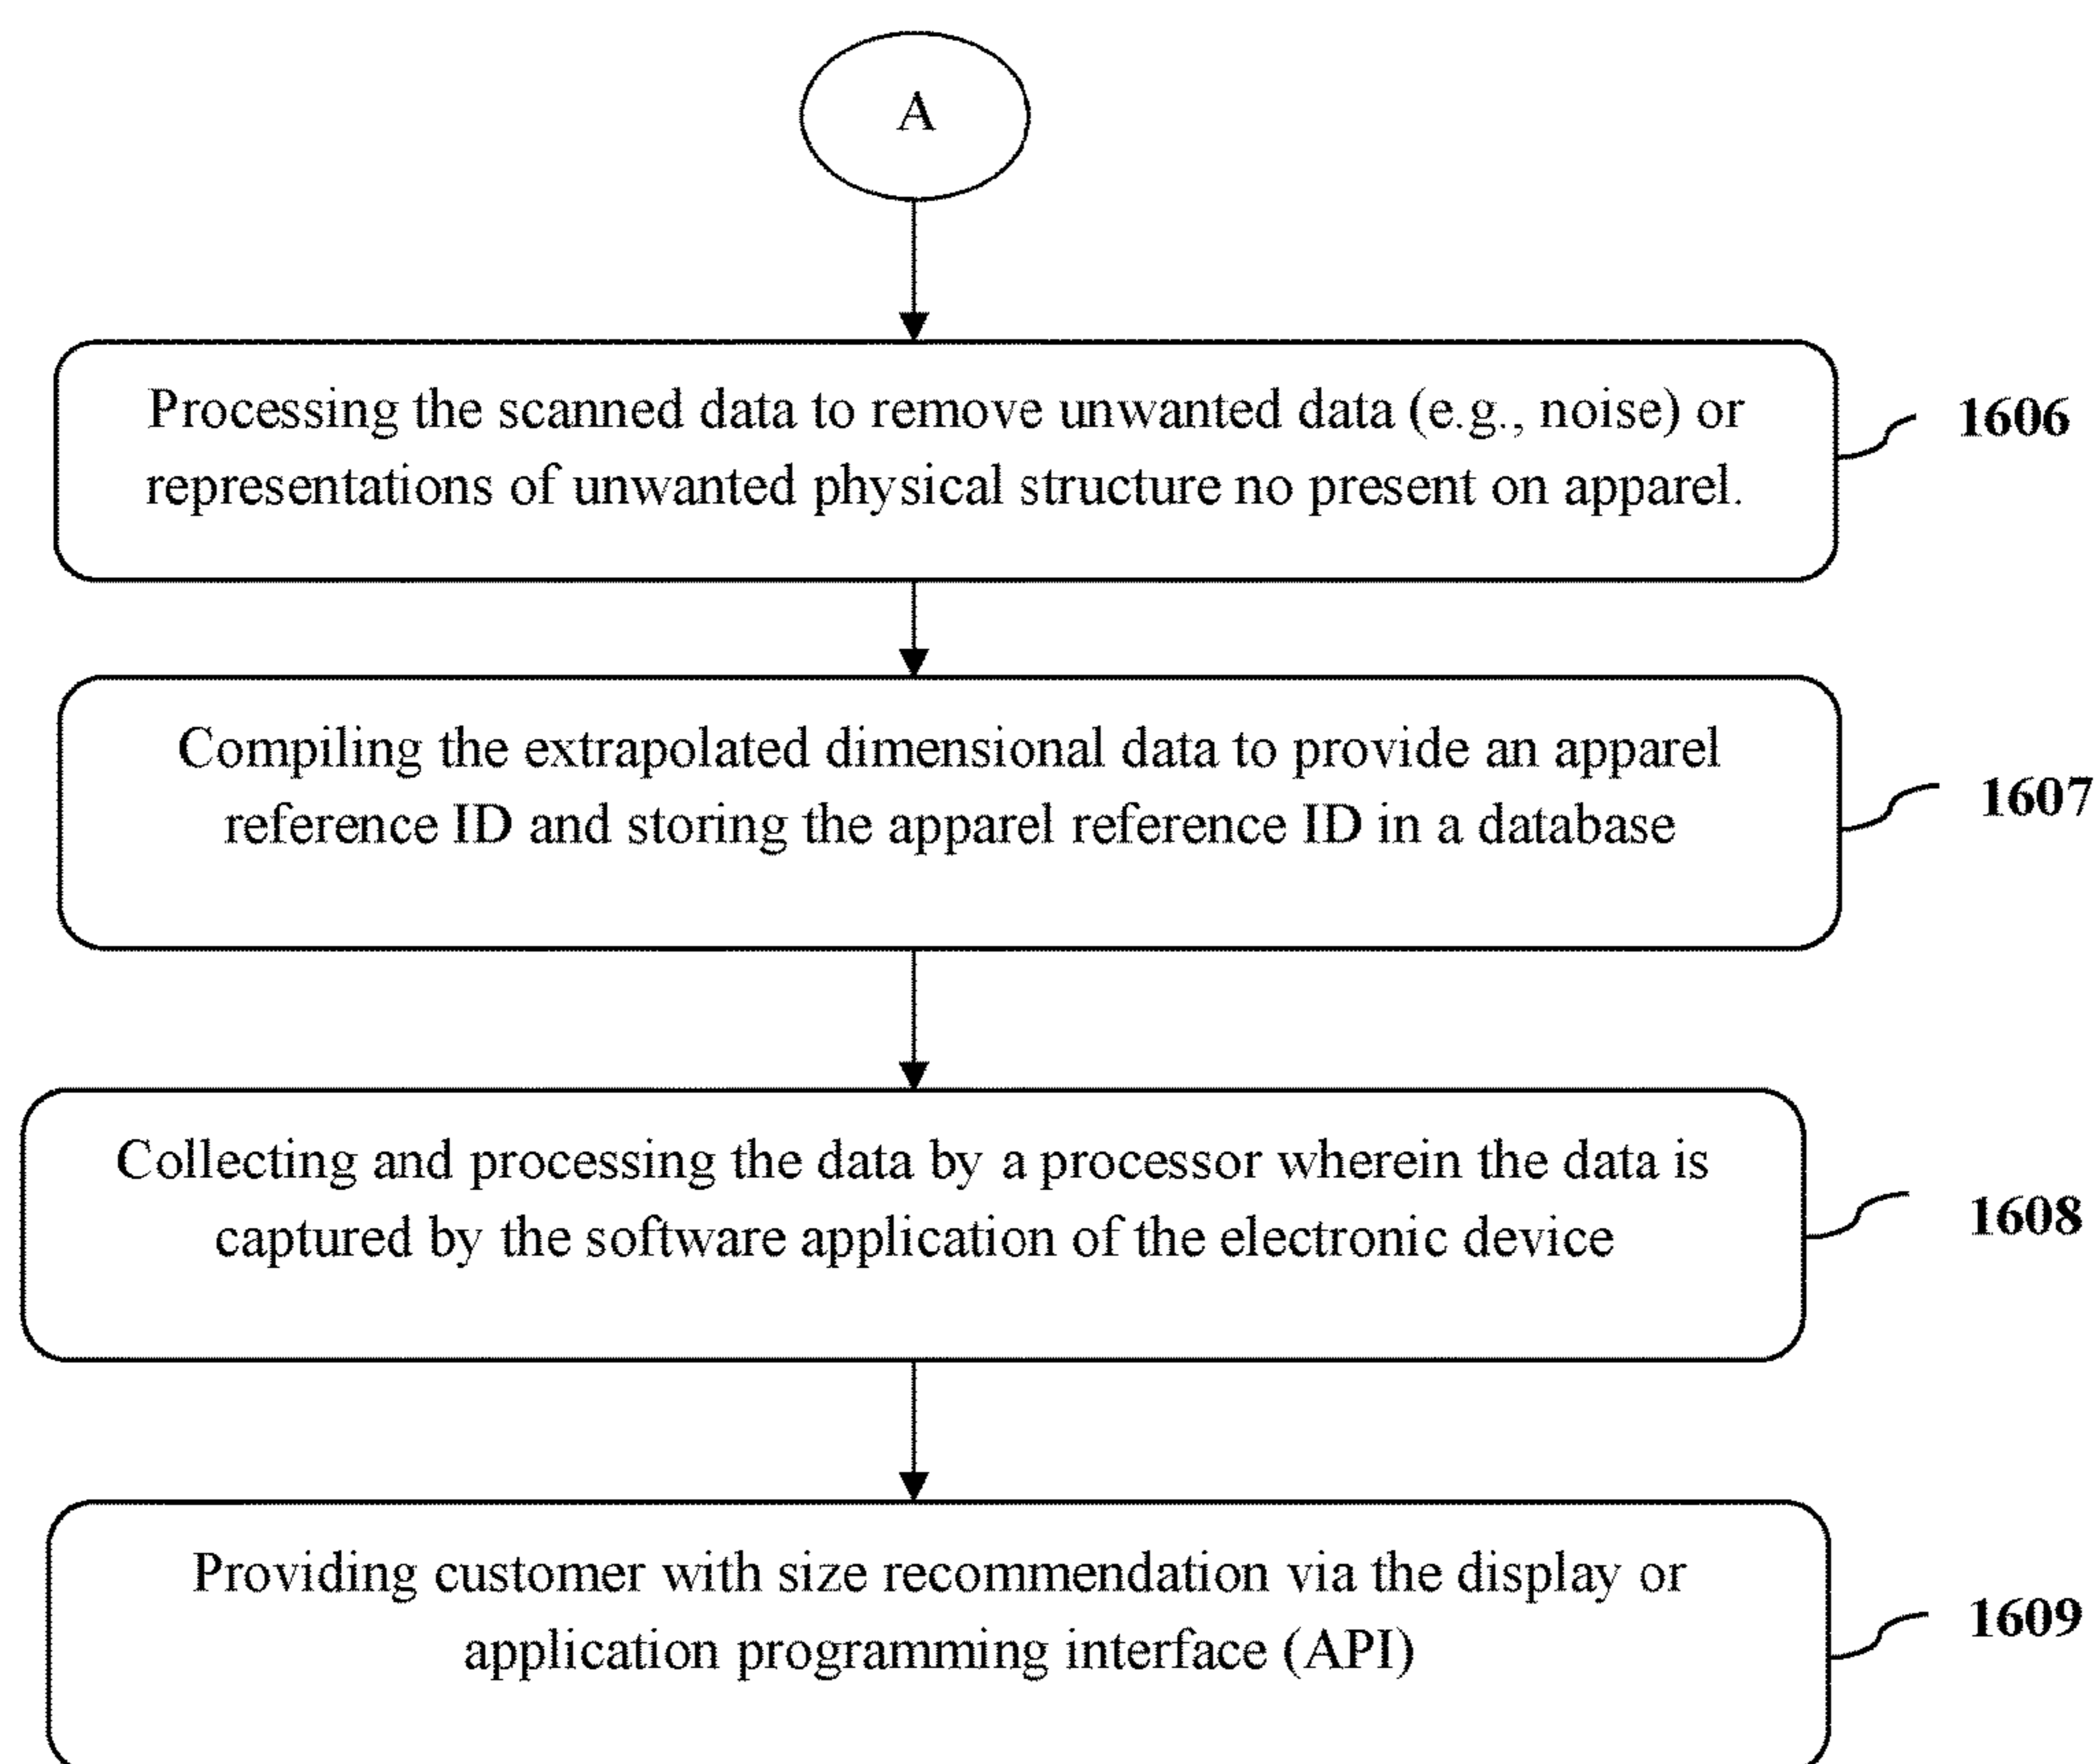 A
Processing the scanned data to remove unwanted data (e.g., noise) or
representations of unwanted physical structure no present on apparel.
1606
Compiling the extrapolated dimensional data to provide an apparel
reference ID and storing the apparel reference ID in a database
1607
Collecting and processing the data by a processor wherein the data is
captured by the software application of the electronic device
1608
Providing customer with size recommendation via the display or
application programming interface (API)
1609